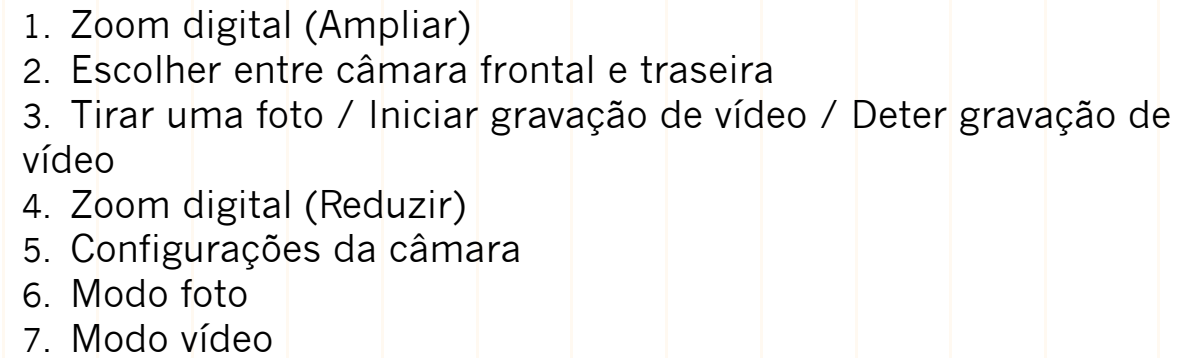 1. Zoom digital (Ampliar)
2. Escolher entre câmara frontal e traseira
3. Tirar uma foto / Iniciar gravação de vídeo / Deter gravação de
vídeo
4. Zoom digital (Reduzir)
5. Configurações da câmara
6. Modo foto
7. Modo vídeo